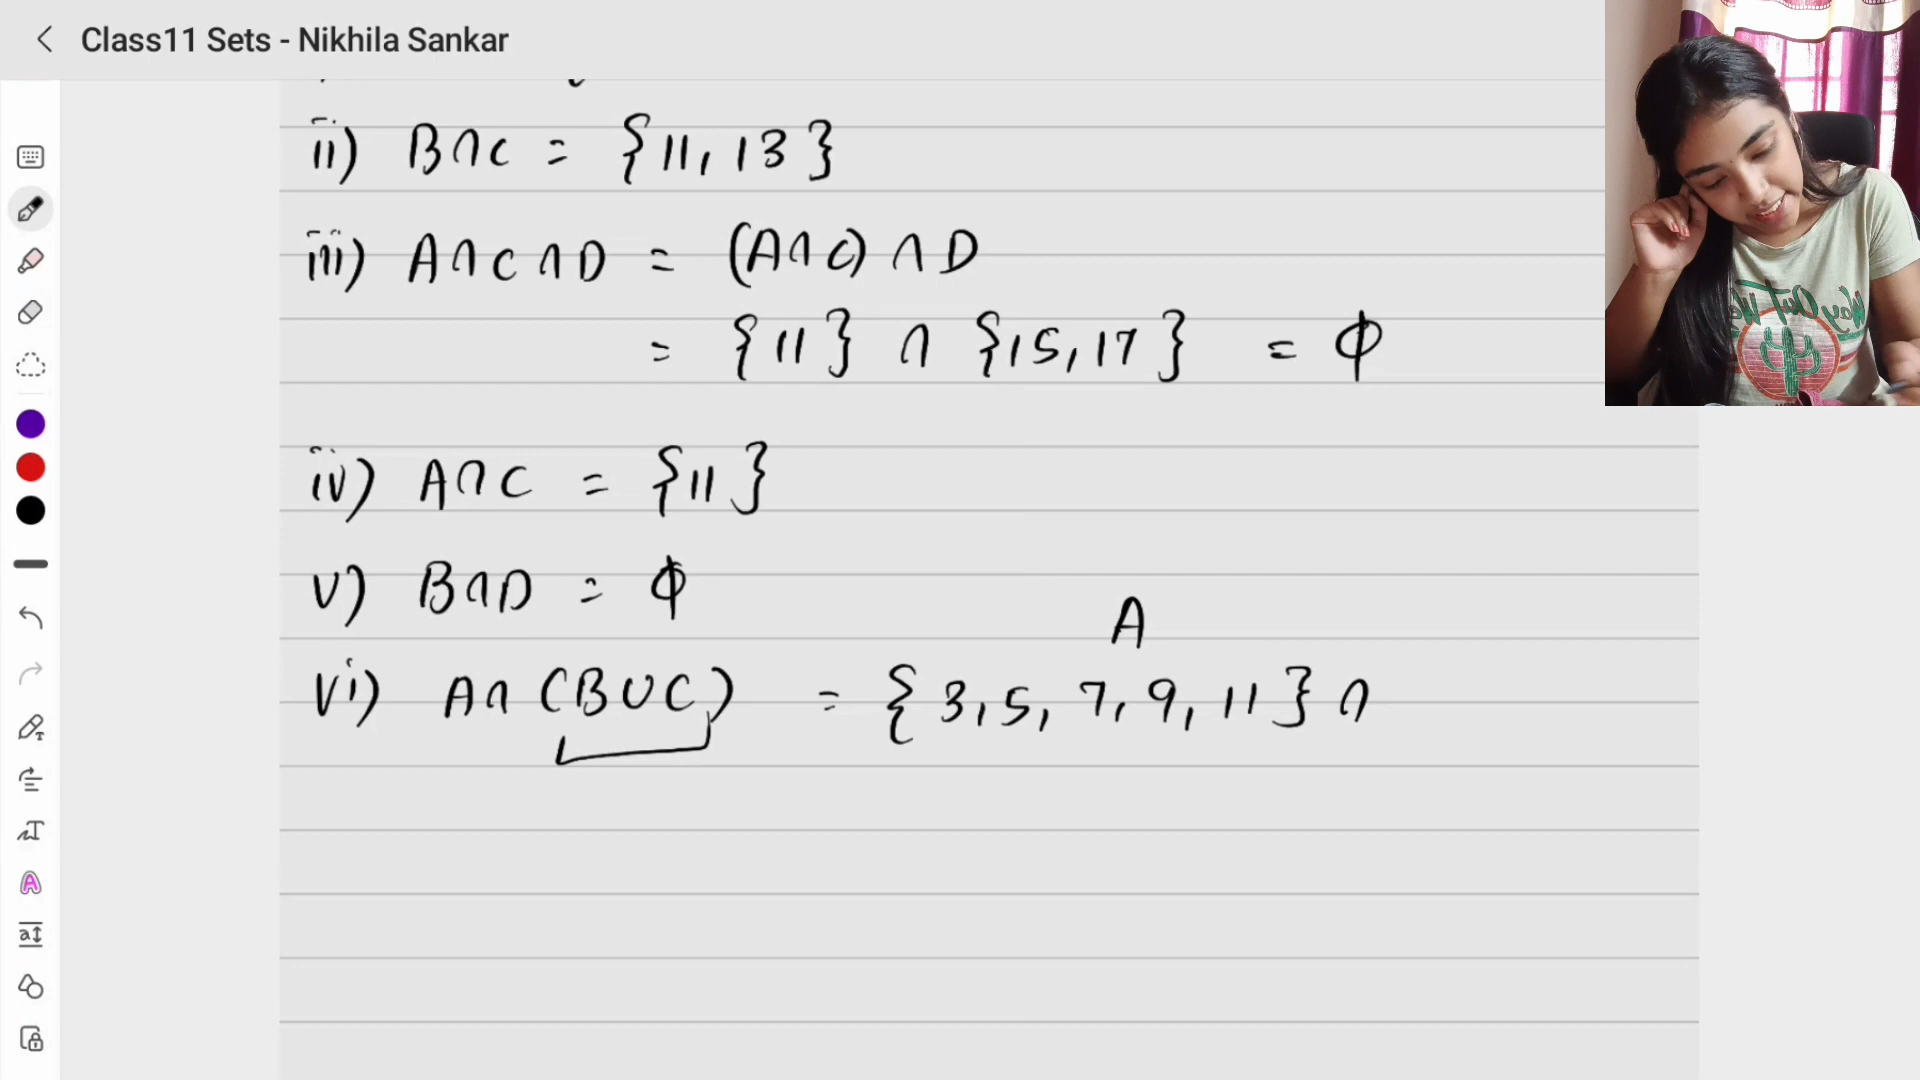 Class11 Sets - Nikhila Sankar
ii) B∩C = {11, 13}
iii) A∩C∩D = (A∩C)∩D
= {11} ∩ {15, 17} = Φ
iv) A∩C = {11}
v) B∩D = Φ
A
vi) A∩(B∪C) = {3, 5, 7, 9, 11} ∩